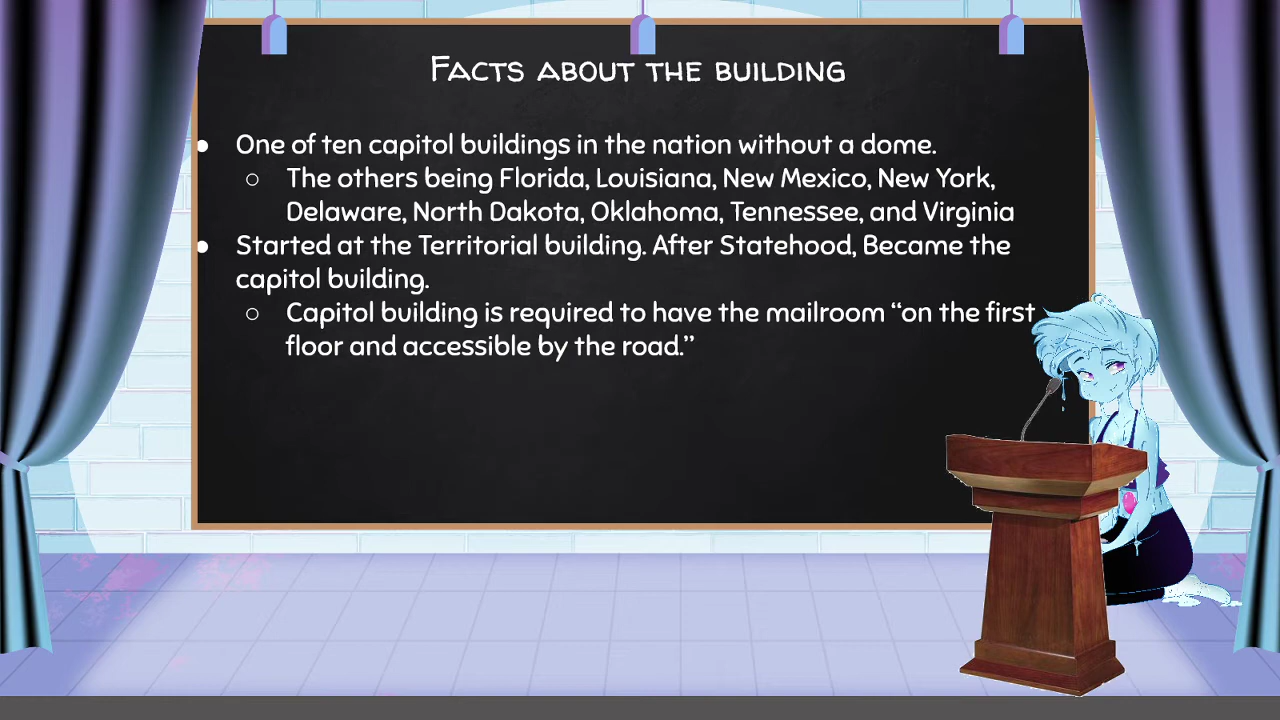 Facts about the building
● One of ten capitol buildings in the nation without a dome.
○ The others being Florida, Louisiana, New Mexico, New York,
Delaware, North Dakota, Oklahoma, Tennessee, and Virginia
● Started at the Territorial building. After Statehood, Became the
capitol building.
○ Capitol building is required to have the mailroom “on the first
floor and accessible by the road.”